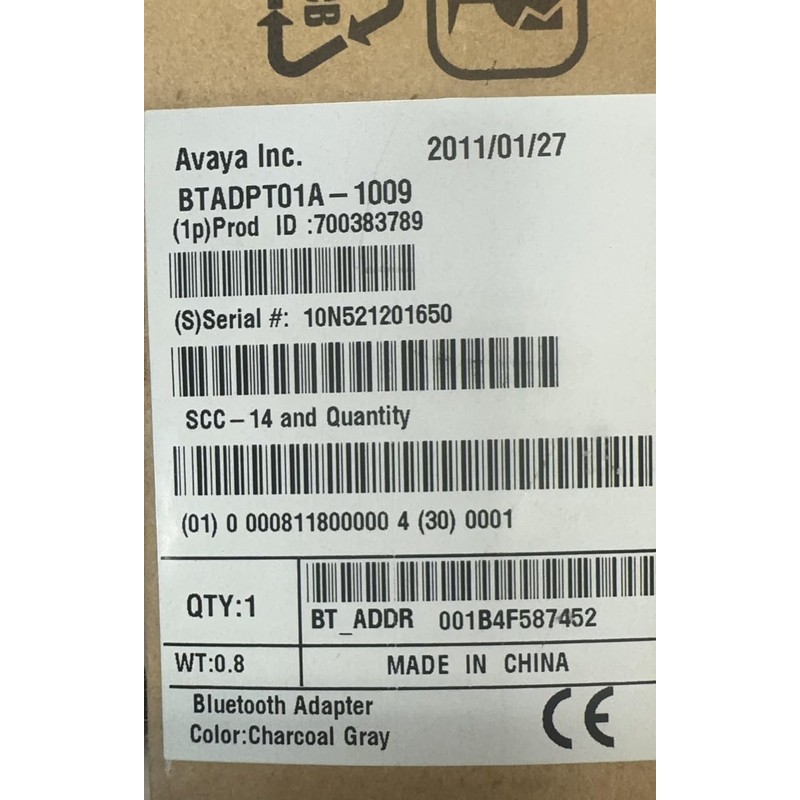 Avaya Inc. 2011/01/27
BTADPT01A-1009
(1p)Prod ID :700383789
(S)Serial #: 10N521201650
SCC-14 and Quantity
(01) 0 000811800000 4 (30) 0001
QTY:1
BT_ADDR 001B4F587452
WT:0.8
MADE IN CHINA
Bluetooth Adapter
Color:Charcoal Gray
CE